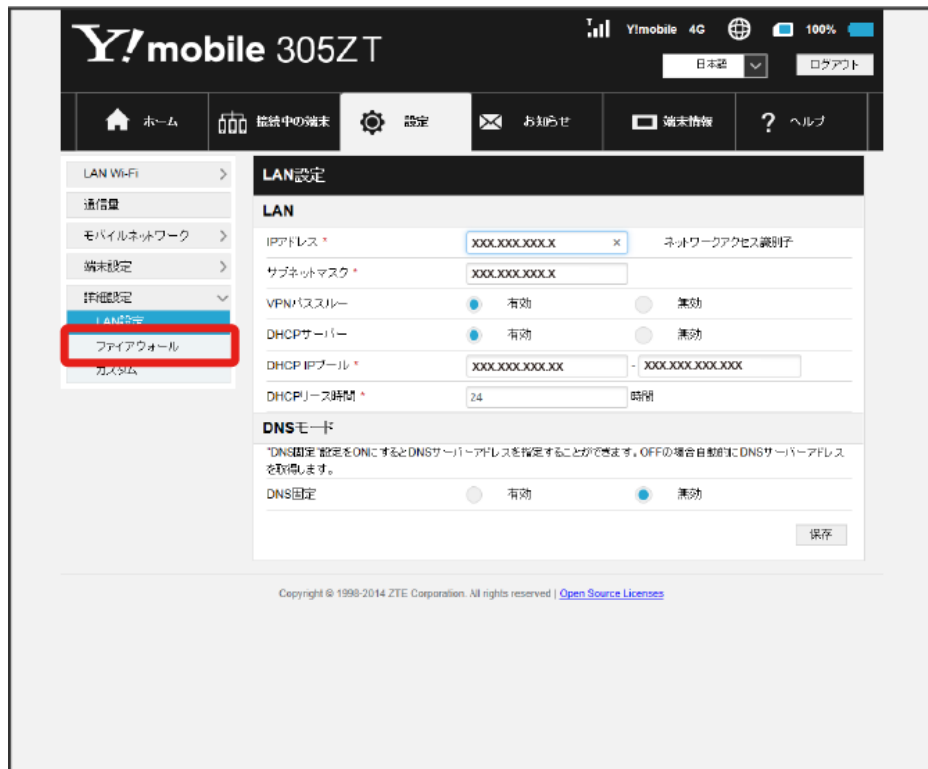 Y!mobile 305ZT
Y!mobile 4G 100%
日本語 ログアウト
ホーム 接続中の端末 設定 お知らせ 端末情報 ? ヘルプ
LAN Wi-Fi
通信量
モバイルネットワーク
端末設定
詳細設定
LAN設定
ファイアウォール
カスタム
LAN設定
LAN
IPアドレス * XXX.XXX.XXX.X × ネットワークアクセス識別子
サブネットマスク * XXX.XXX.XXX.X
VPNパススルー 有効 無効
DHCPサーバー 有効 無効
DHCP IPプール * XXX.XXX.XXX.XX - XXX.XXX.XXX.XXX
DHCPリース時間 * 24 時間
DNSモード
"DNS固定"設定をONにするとDNSサーバーアドレスを指定することができます。OFFの場合自動的にDNSサーバーアドレス
を取得します。
DNS固定 有効 無効
保存
Copyright © 1998-2014 ZTE Corporation. All rights reserved | Open Source Licenses